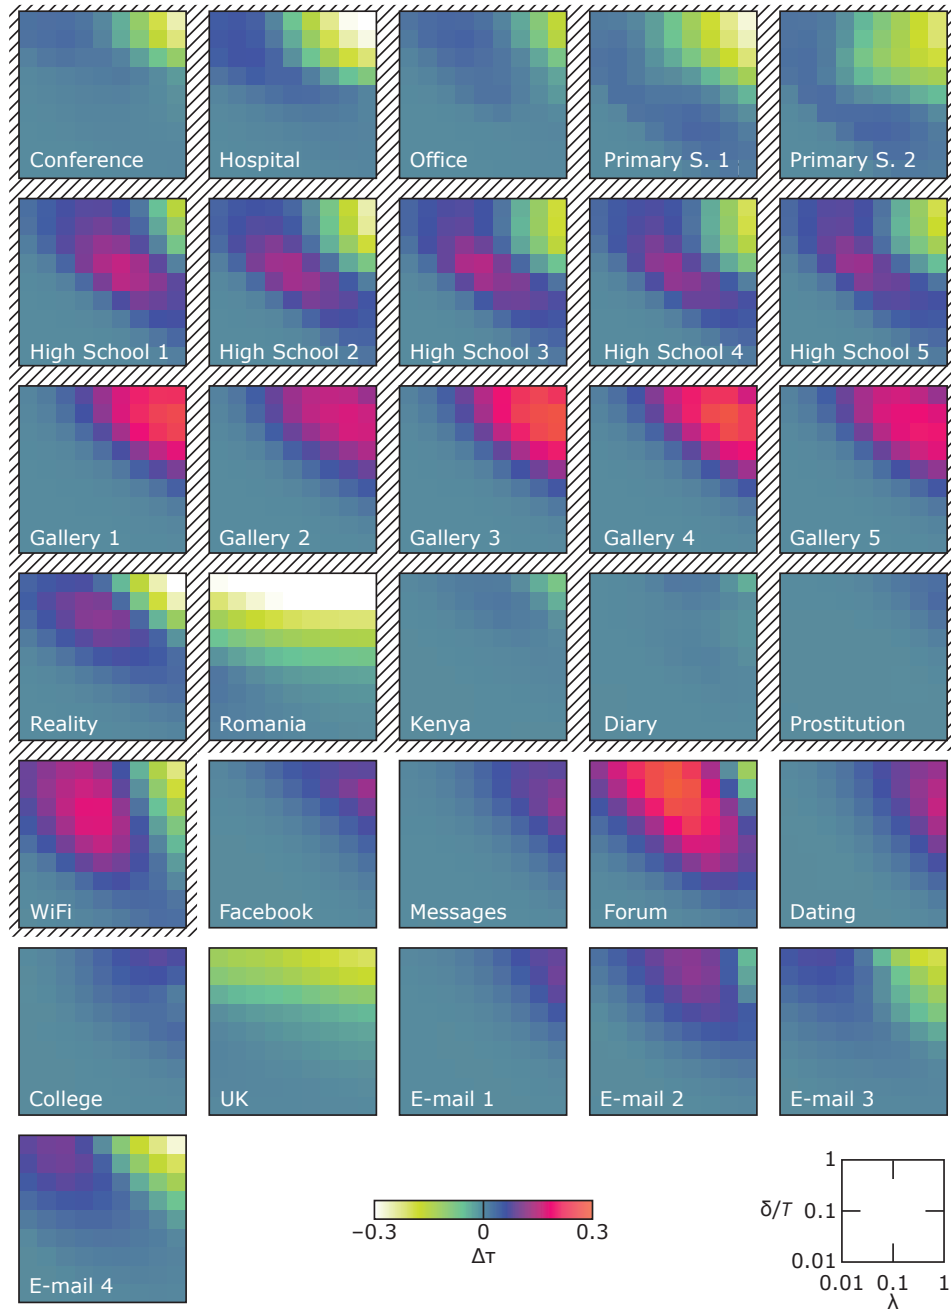 Conference Hospital Office Primary S. 1 Primary S. 2
High School 1 High School 2 High School 3 High School 4 High School 5
Gallery 1 Gallery 2 Gallery 3 Gallery 4 Gallery 5
Reality Romania Kenya Diary Prostitution
WiFi Facebook Messages Forum Dating
College UK E-mail 1 E-mail 2 E-mail 3
E-mail 4
−0.3 0 0.3
Δτ
1
δ/T 0.1
0.01
0.01 0.1 1
λ